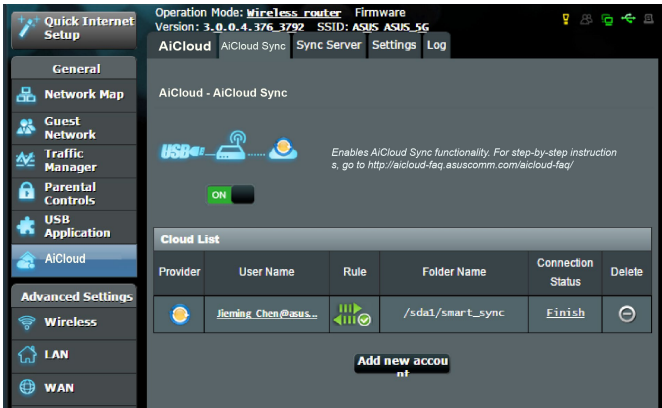 Quick Internet
Setup
Operation Mode: Wireless router Firmware
Version: 3.0.0.4.376_3792 SSID: ASUS ASUS_5G
AiCloud AiCloud Sync Sync Server Settings Log
General
Network Map
Guest
Network
Traffic
Manager
Parental
Controls
USB
Application
AiCloud
Advanced Settings
Wireless
LAN
WAN
AiCloud - AiCloud Sync
USB
Enables AiCloud Sync functionality. For step-by-step instruction
s, go to http://aicloud-faq.asuscomm.com/aicloud-faq/
ON
Cloud List
Provider User Name Rule Folder Name Connection Status Delete
Jieming_Chen@asus... /sda1/smart_sync Finish
Add new accou
nt